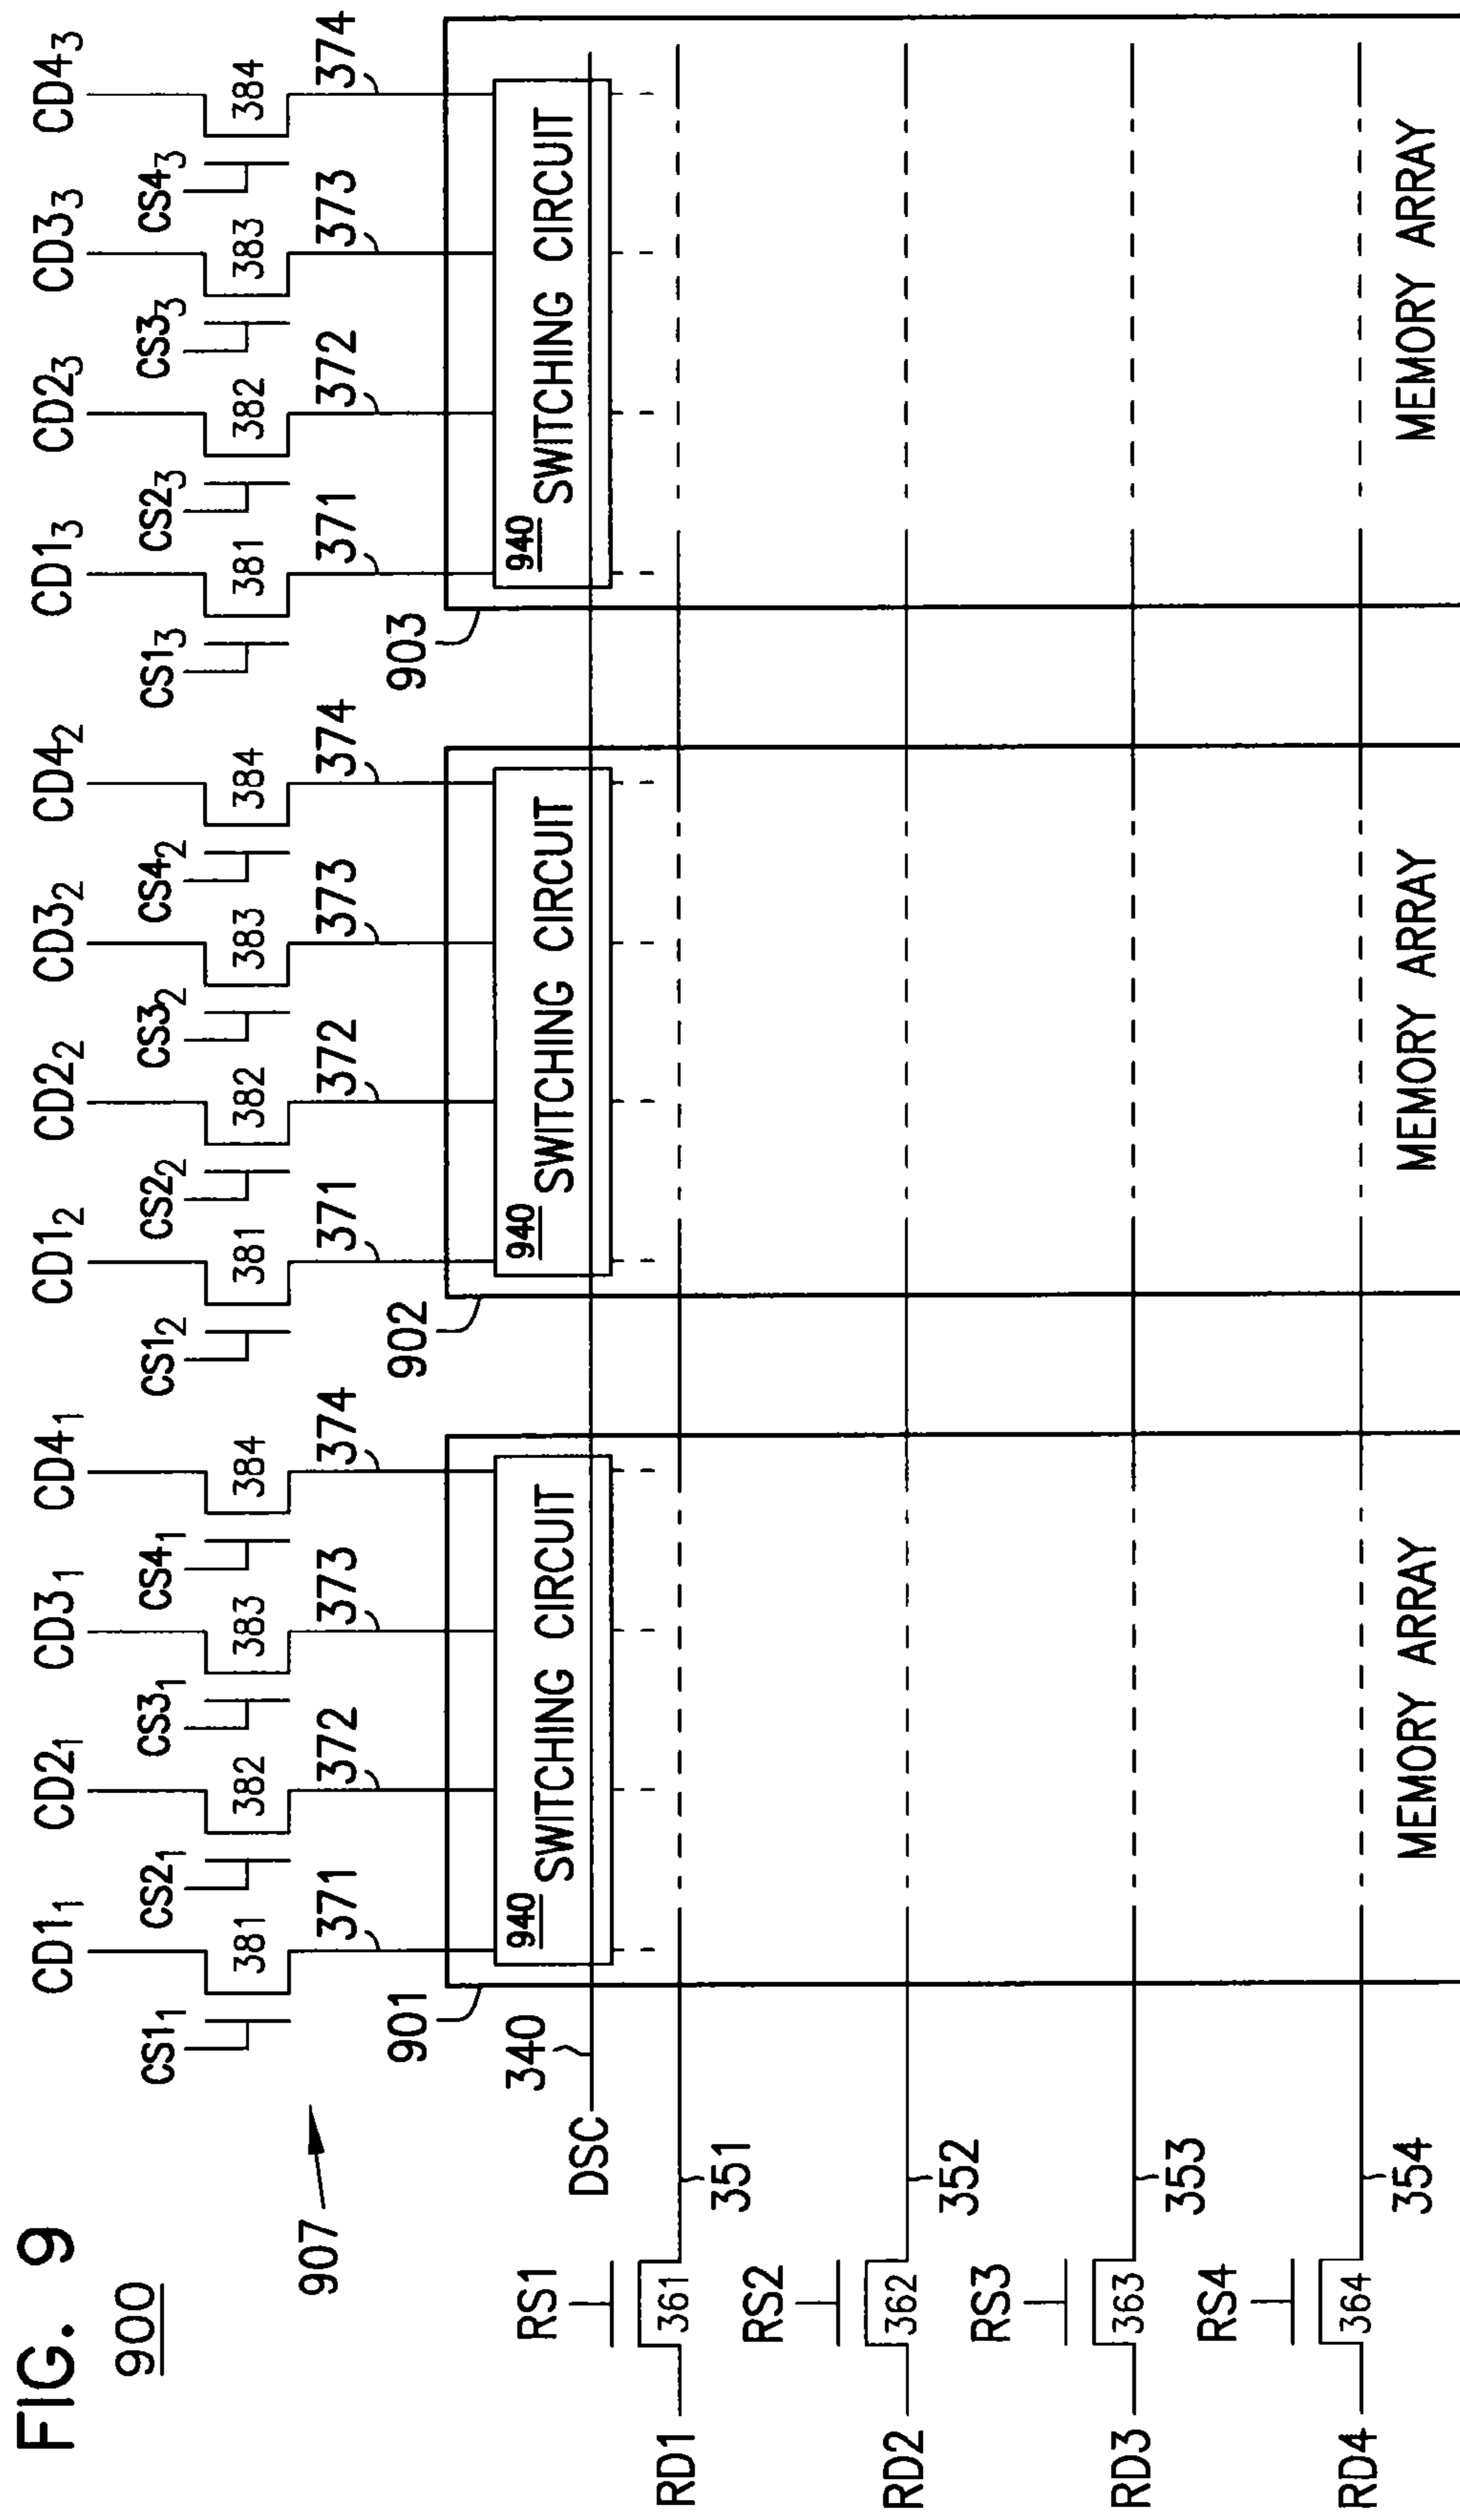 FIG. 9
900
907
CD1₁ CD2₁ CD3₁ CD4₁ CD1₂ CD2₂ CD3₂ CD4₂ CD1₃ CD2₃ CD3₃ CD4₃
CS1₁ CS2₁ CS3₁ CS4₁ CS1₂ CS2₂ CS3₂ CS4₂ CS1₃ CS2₃ CS3₃ CS4₃
381 382 383 384 381 382 383 384 381 382 383 384
371 372 373 374 371 372 373 374 371 372 373 374
901 902 903
340
940 940 940
SWITCHING CIRCUIT SWITCHING CIRCUIT SWITCHING CIRCUIT
DSC
RS1
361
RD1
351
RS2
362
RD2
352
RS3
363
RD3
353
RS4
364
RD4
354
MEMORY ARRAY MEMORY ARRAY MEMORY ARRAY